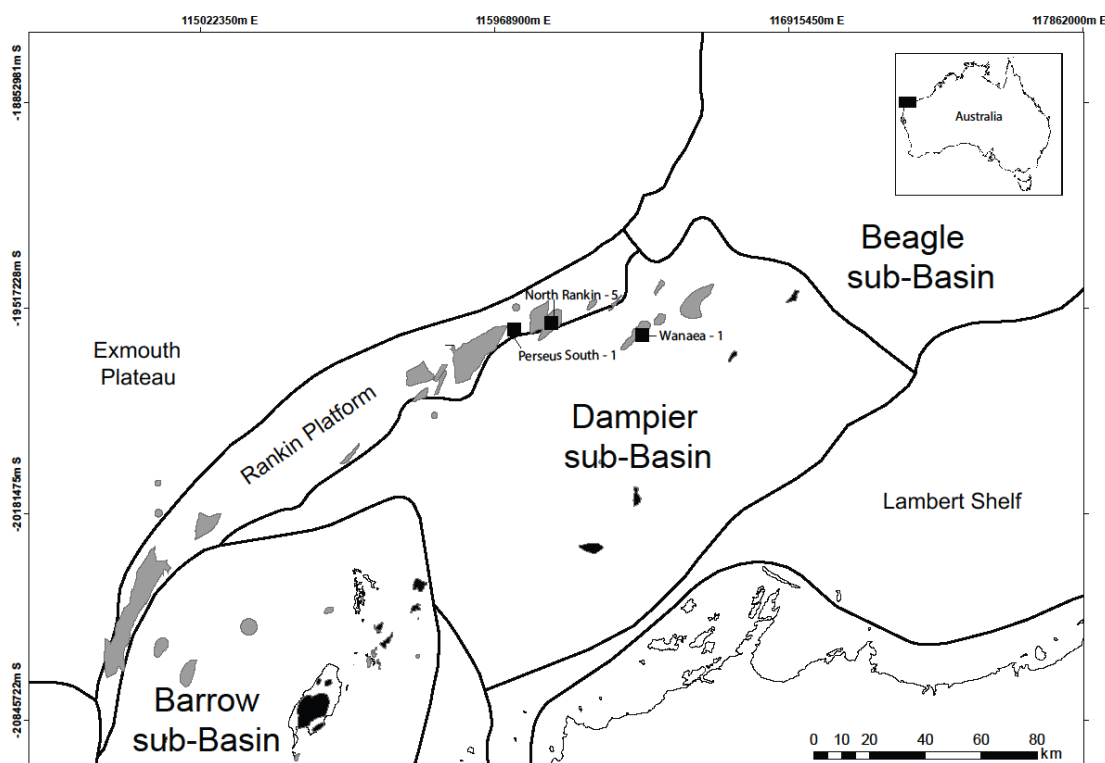 115022350m E
115968900m E
116915450m E
117862000m E
-18852981m S
-19517228m S
-20181475m S
-20845722m S
Australia
Beagle
sub-Basin
North Rankin - 5
Perseus South - 1
Wanaea - 1
Exmouth
Plateau
Rankin Platform
Dampier
sub-Basin
Lambert Shelf
Barrow
sub-Basin
0 10 20 40 60 80
km